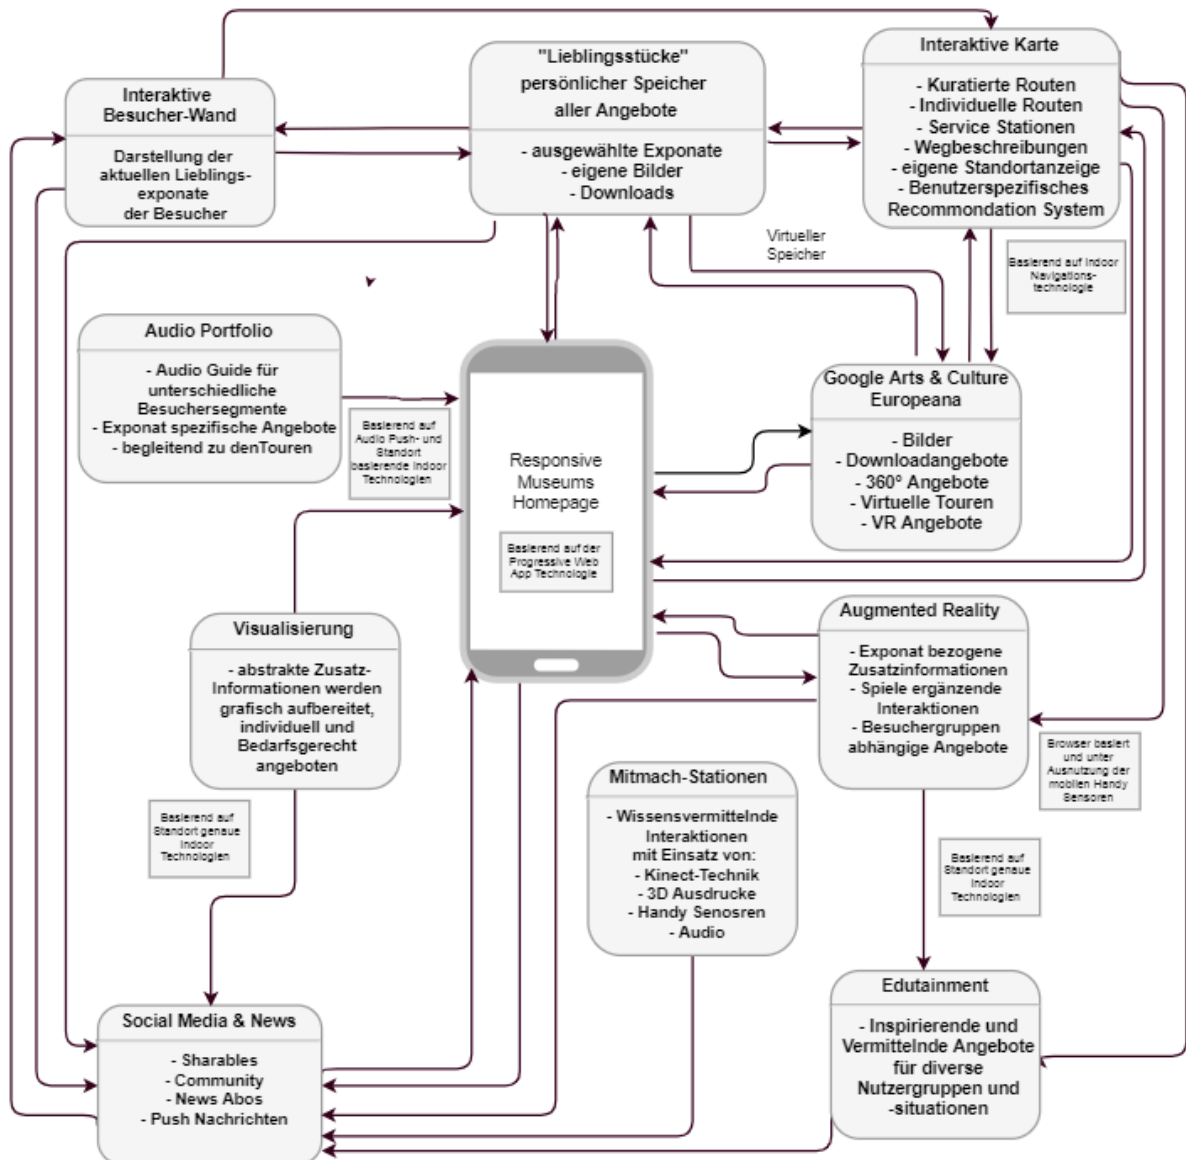 Interaktive
Besucher-Wand
Darstellung der
aktuellen Lieblings-
exponate
der Besucher
"Lieblingsstücke"
persönlicher Speicher
aller Angebote
- ausgewählte Exponate
- eigene Bilder
- Downloads
Interaktive Karte
- Kuratierte Routen
- Individuelle Routen
- Service Stationen
- Wegbeschreibungen
- eigene Standortanzeige
- Benutzerspezifisches
Recommondation System
Virtueller
Speicher
Basierend auf Indoor
Navigations-
technologie
Audio Portfolio
- Audio Guide für
unterschiedliche
Besuchersegmente
- Exponat spezifische Angebote
- begleitend zu denTouren
Basierend auf
Audio Push- und
Standort
basierende Indoor
Technologien
Responsive
Museums
Homepage
Basierend auf der
Progressive Web
App Technologie
Google Arts & Culture
Europeana
- Bilder
- Downloadangebote
- 360° Angebote
- Virtuelle Touren
- VR Angebote
Visualisierung
- abstrakte Zusatz-
Informationen werden
grafisch aufbereitet,
individuell und
Bedarfsgerecht
angeboten
Augmented Reality
- Exponat bezogene
Zusatzinformationen
- Spiele ergänzende
Interaktionen
- Besuchergruppen
abhängige Angebote
Browser basiert
und unter
Ausnutzung der
mobilen Handy
Sensoren
Mitmach-Stationen
- Wissensvermittelnde
Interaktionen
mit Einsatz von:
- Kinect-Technik
- 3D Ausdrucke
- Handy Senosren
- Audio
Basierend auf
Standort genaue
Indoor
Technologien
Basierend auf
Standort genaue
Indoor
Technologien
Social Media & News
- Sharables
- Community
- News Abos
- Push Nachrichten
Edutainment
- Inspirierende und
Vermittelnde Angebote
für diverse
Nutzergruppen und
-situationen